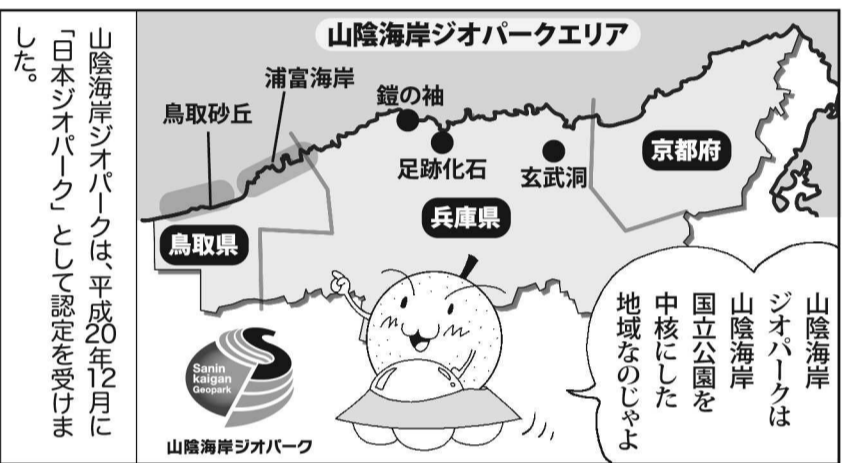 山陰海岸ジオパークエリア
浦富海岸
鳥取砂丘
鎧の袖
足跡化石
玄武洞
京都府
兵庫県
鳥取県
山陰海岸
ジオパークは
山陰海岸
国立公園を
中核にした
地域なのじゃよ
Sanin
kaigan
Geopark
山陰海岸ジオパーク
山陰海岸ジオパークは、平成20年12月に
「日本ジオパーク」として認定を受けま
した。